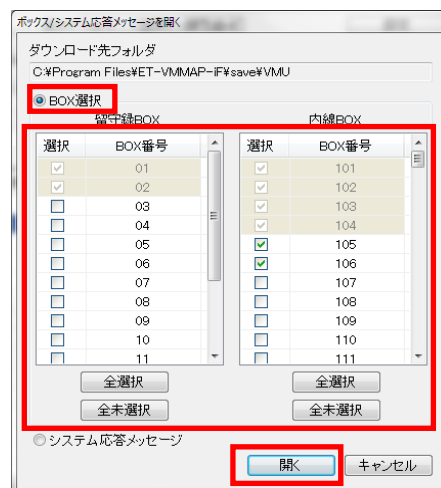 ボックス/システム応答メッセージを開く
ダウンロード先フォルダ
C:¥Program Files¥ET-VMMAP-iF¥save¥VMU
BOX選択
留守録BOX 内線BOX
選択 BOX番号 選択 BOX番号
01 101
02 102
03 103
04 104
05 105
06 106
07 107
08 108
09 109
10 110
11 111
全選択 全選択
全未選択 全未選択
システム応答メッセージ
開く キャンセル